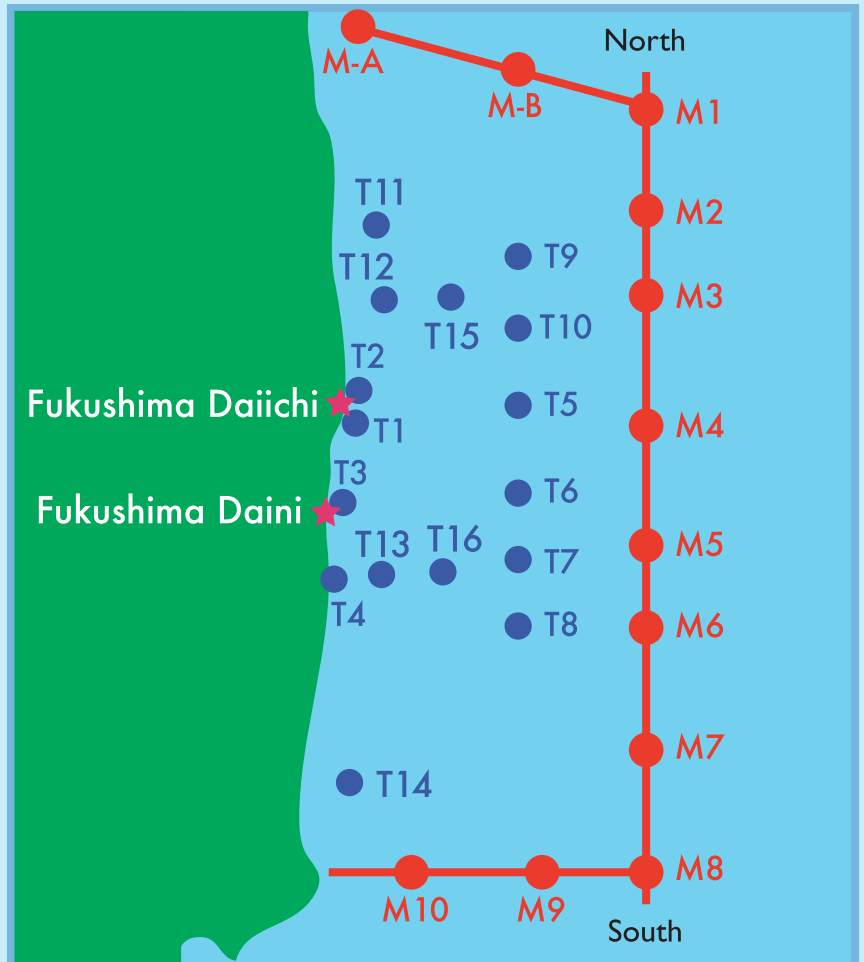 North
M-A
M-B
M1
T11
M2
T12
T9
M3
T15
T10
T2
Fukushima Daiichi
T5
T1
M4
T3
T6
Fukushima Daini
T13
T16
M5
T7
T4
T8
M6
M7
T14
M8
M10
M9
South